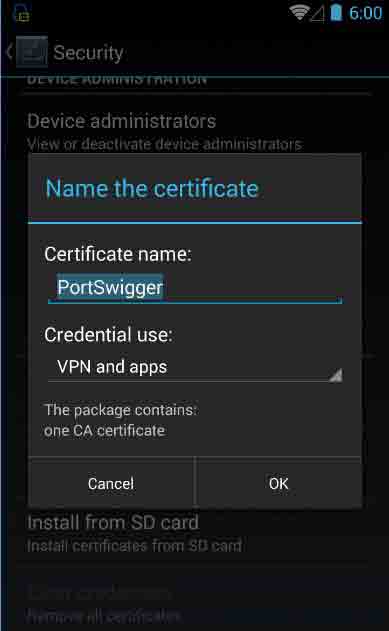 6:00
Security
DEVICE ADMINISTRATION
Device administrators
View or deactivate device administrators
Name the certificate
Certificate name:
PortSwigger
Credential use:
VPN and apps
The package contains:
one CA certificate
Cancel OK
Install from SD card
Install certificates from SD card
Clear credentials
Remove all certificates